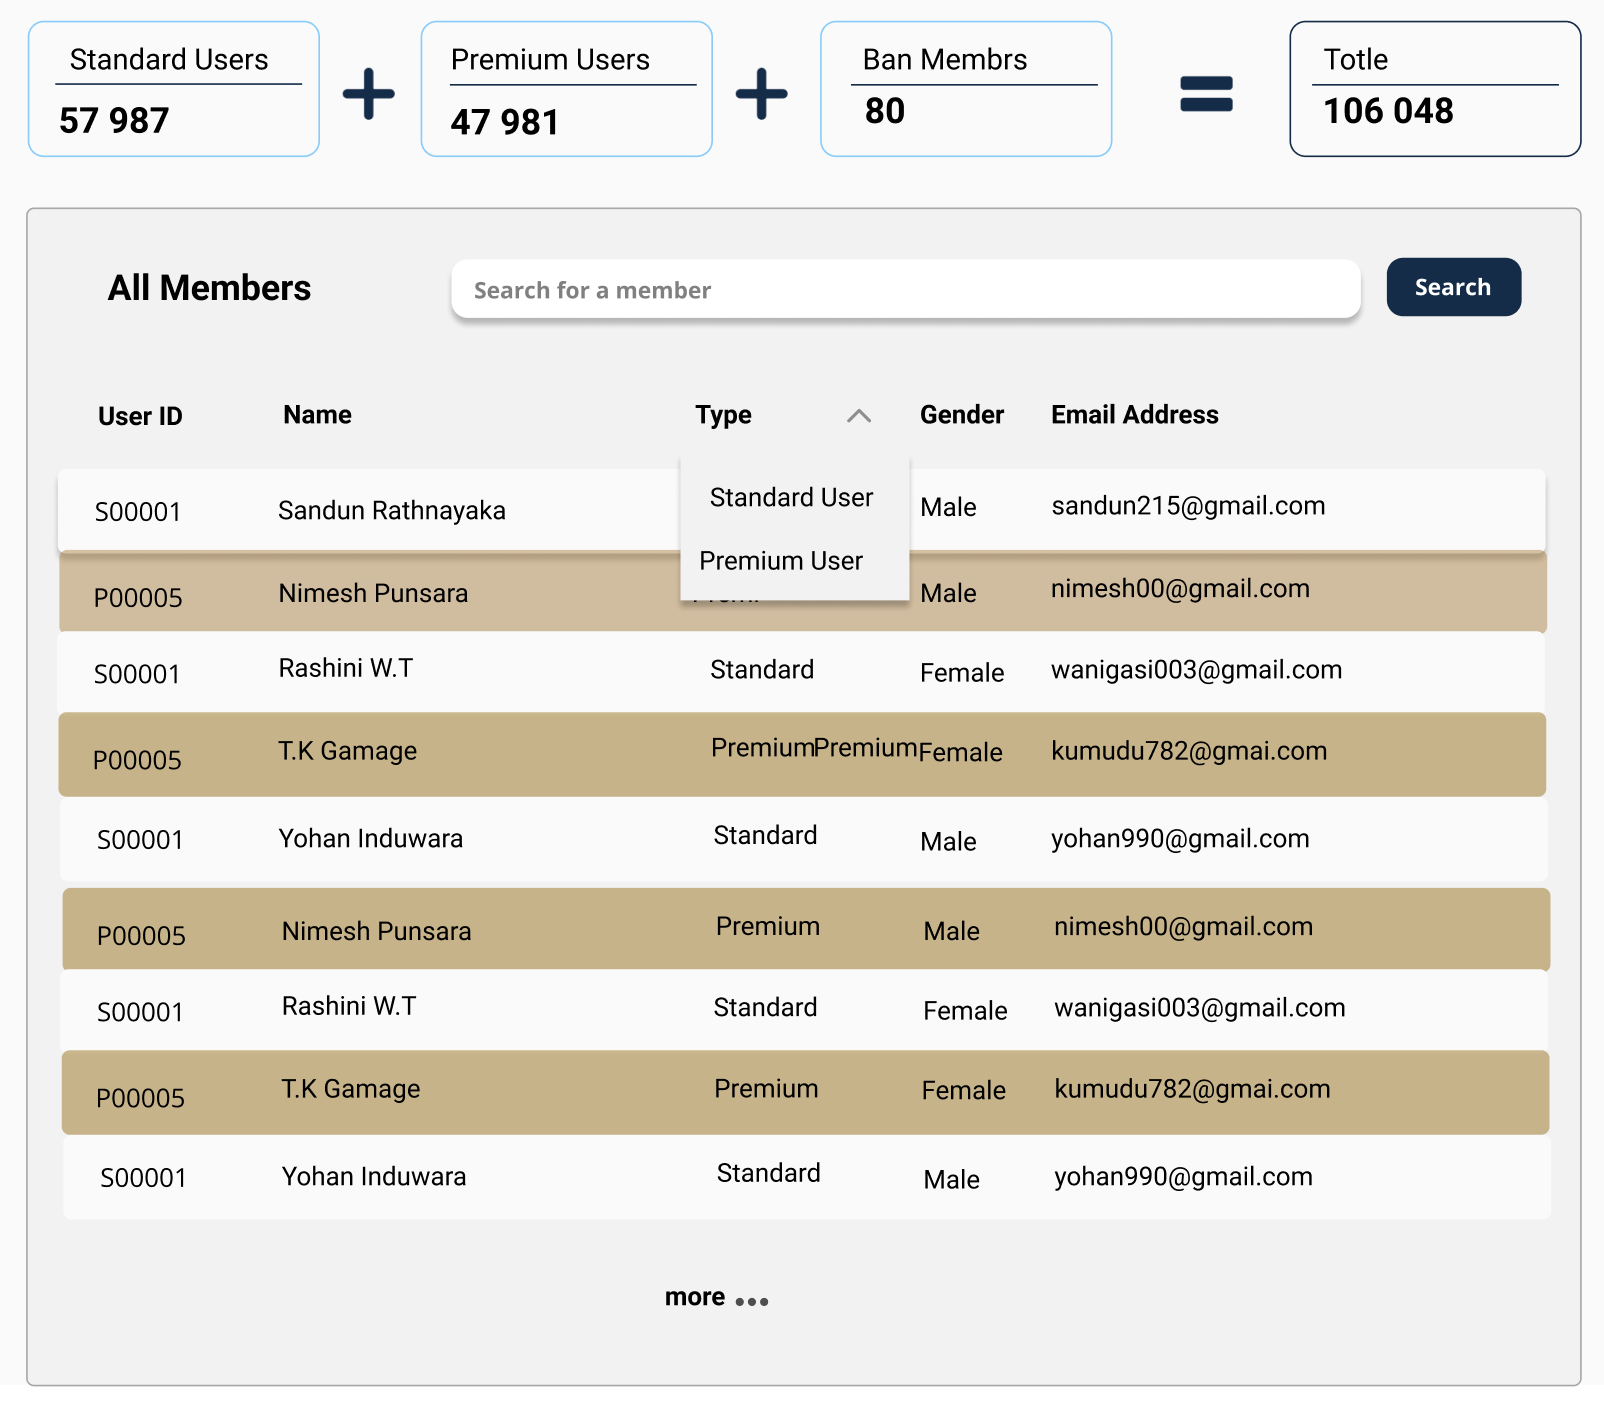 Standard Users
57 987
Premium Users
47 981
Ban Membrs
80
Totle
106 048
All Members
Search for a member
Search
User ID Name Type Gender Email Address
Standard User
Premium User
S00001 Sandun Rathnayaka Male sandun215@gmail.com
P00005 Nimesh Punsara Male nimesh00@gmail.com
S00001 Rashini W.T Standard Female wanigasi003@gmail.com
P00005 T.K Gamage PremiumPremium Female kumudu782@gmai.com
S00001 Yohan Induwara Standard Male yohan990@gmail.com
P00005 Nimesh Punsara Premium Male nimesh00@gmail.com
S00001 Rashini W.T Standard Female wanigasi003@gmail.com
P00005 T.K Gamage Premium Female kumudu782@gmai.com
S00001 Yohan Induwara Standard Male yohan990@gmail.com
more ...